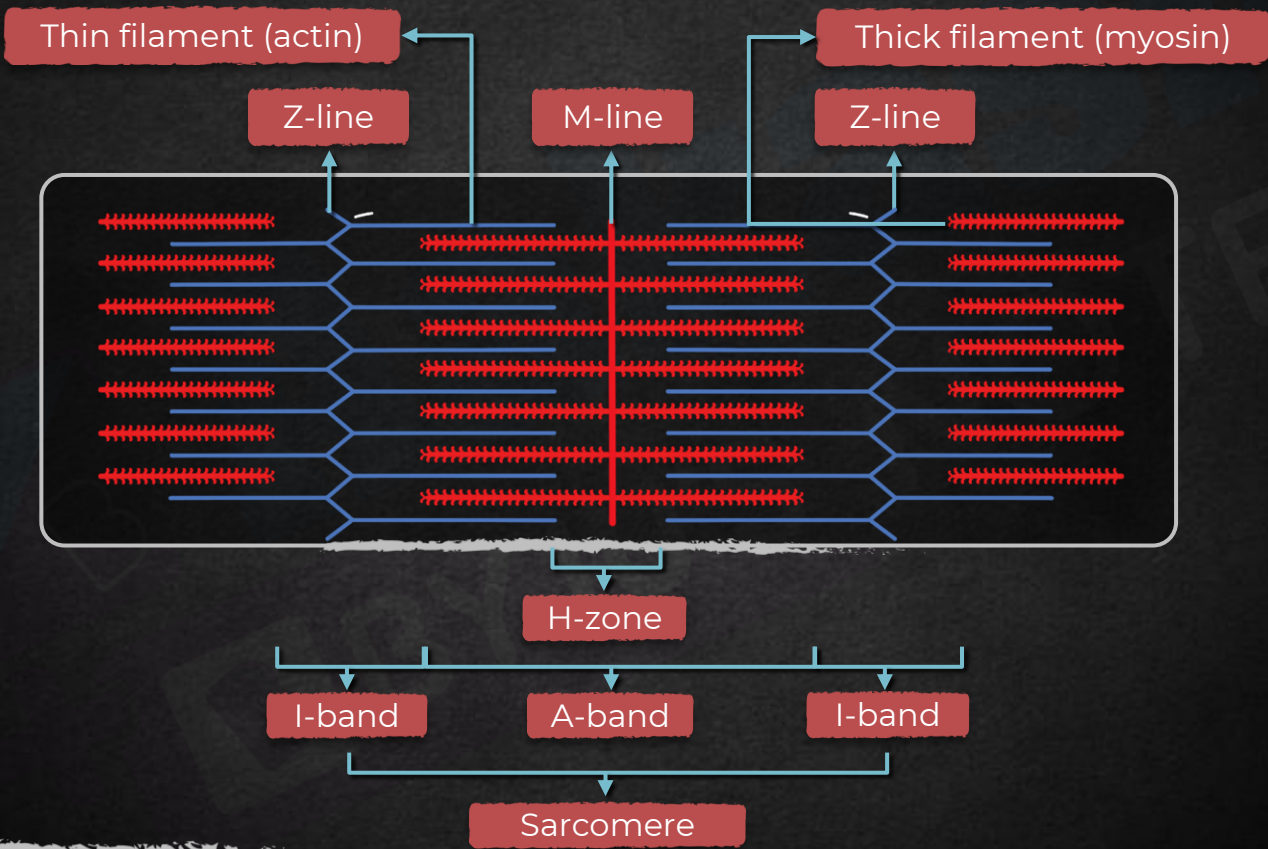 Thin filament (actin)
Thick filament (myosin)
Z-line
M-line
Z-line
H-zone
I-band
A-band
I-band
Sarcomere